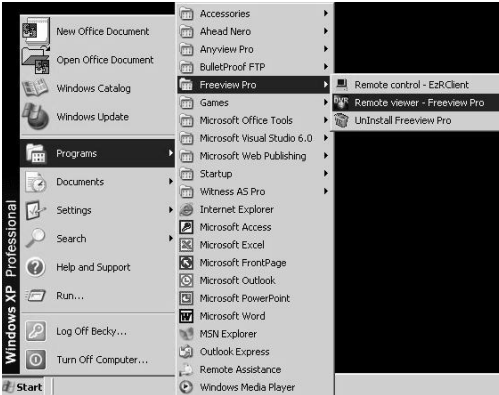 New Office Document
Open Office Document
Windows Catalog
Windows Update
Programs
Documents
Settings
Search
Help and Support
Run...
Log Off Becky...
Turn Off Computer...
Windows XP Professional
Start
Accessories
Ahead Nero
Anyview Pro
BulletProof FTP
Freeview Pro
Games
Microsoft Office Tools
Microsoft Visual Studio 6.0
Microsoft Web Publishing
Startup
Witness AS Pro
Internet Explorer
Microsoft Access
Microsoft Excel
Microsoft FrontPage
Microsoft Outlook
Microsoft PowerPoint
Microsoft Word
MSN Explorer
Outlook Express
Remote Assistance
Windows Media Player
Remote control - EzRClient
Remote viewer - Freeview Pro
UnInstall Freeview Pro